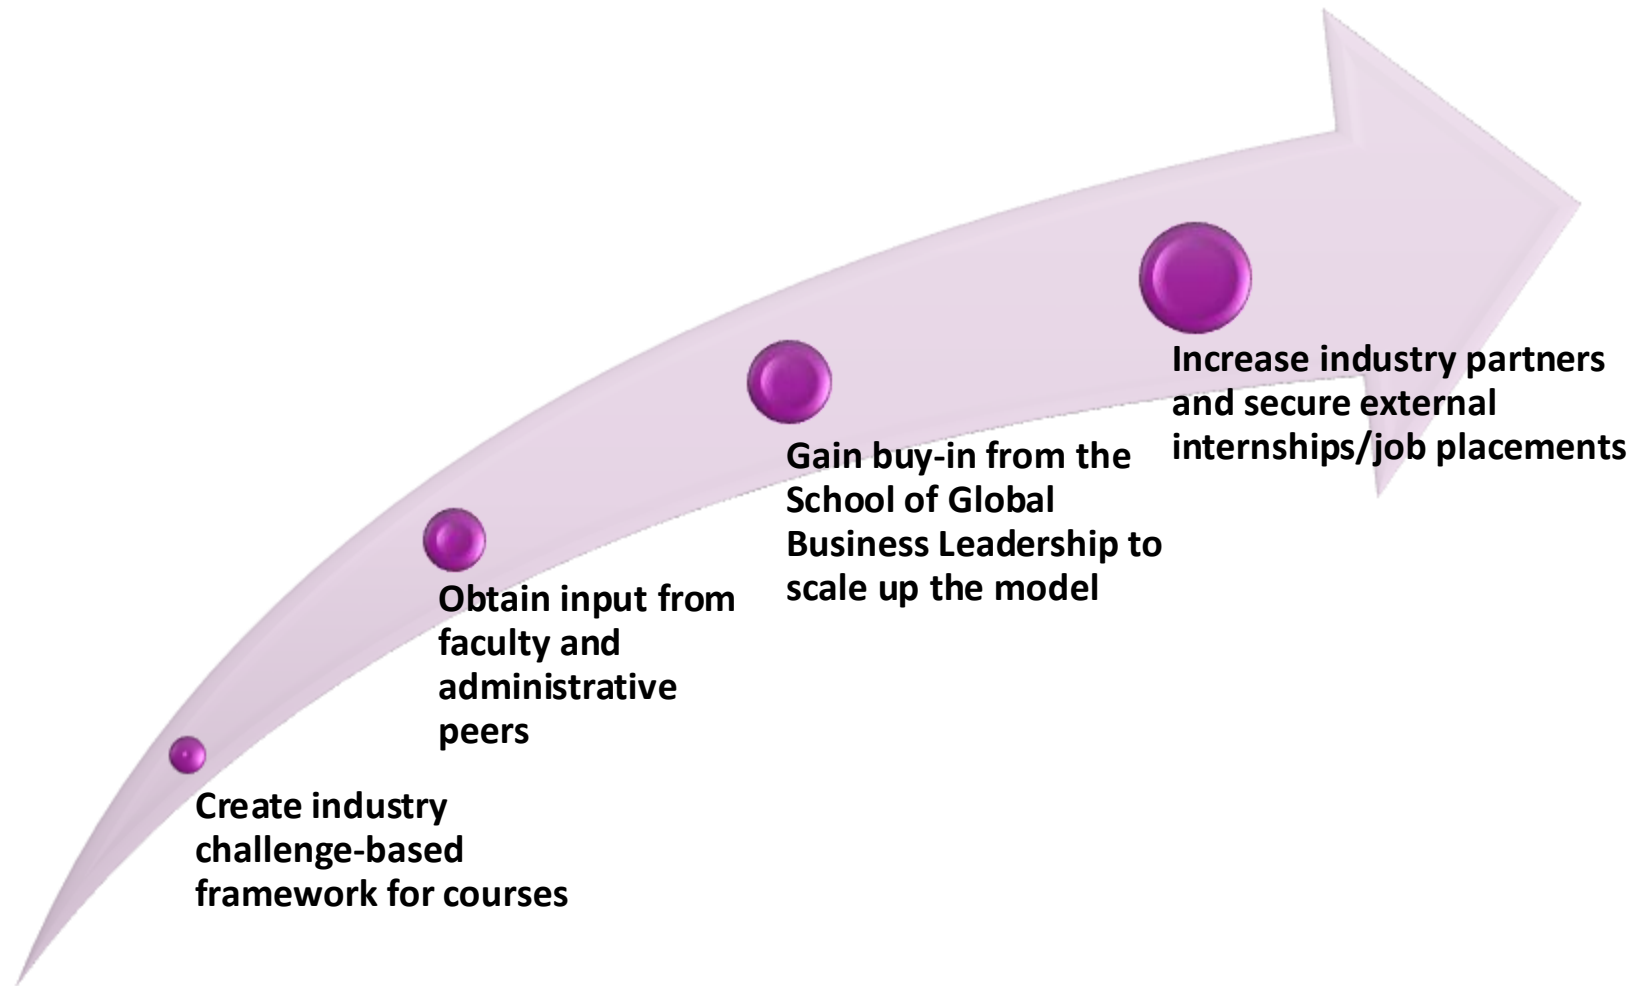 Create industry
challenge-based
framework for courses
Obtain input from
faculty and
administrative
peers
Gain buy-in from the
School of Global
Business Leadership to
scale up the model
Increase industry partners
and secure external
internships/job placements